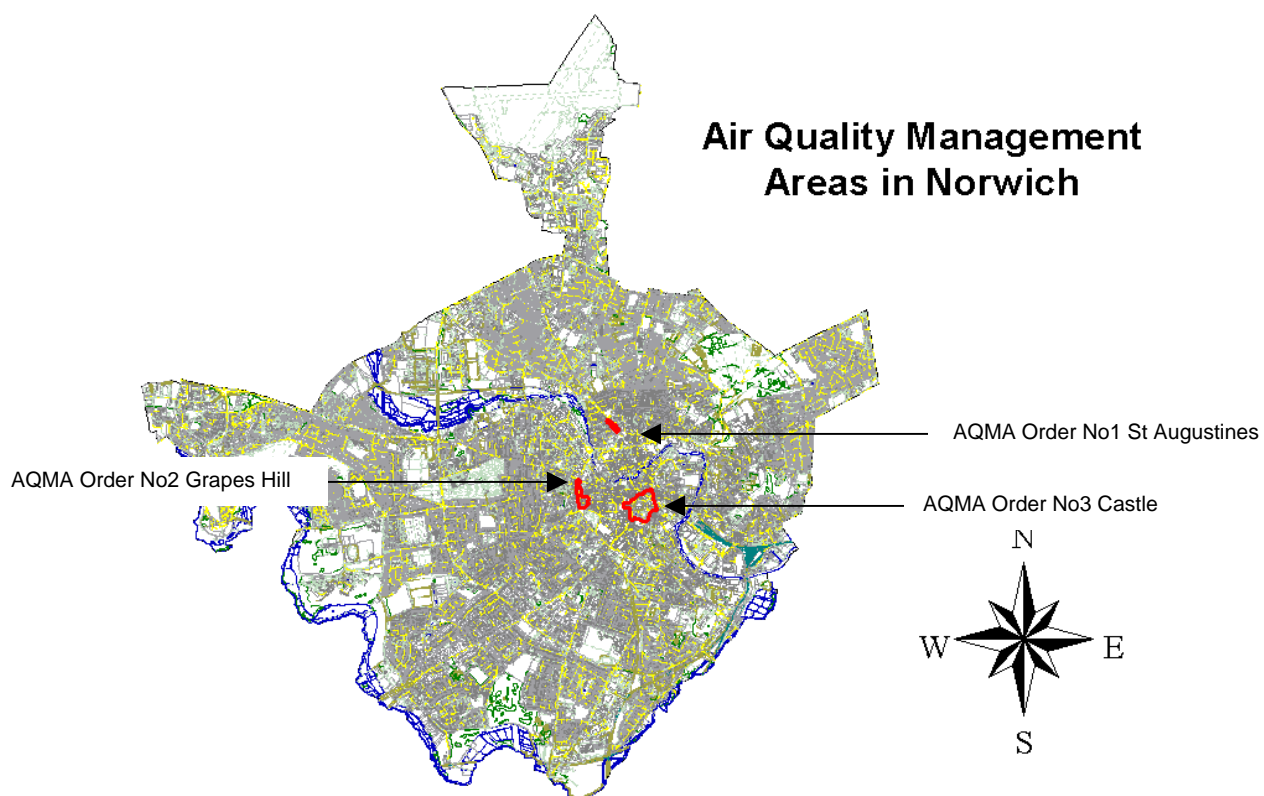 Air Quality Management
Areas in Norwich
AQMA Order No1 St Augustines
AQMA Order No2 Grapes Hill
AQMA Order No3 Castle
N
W
E
S